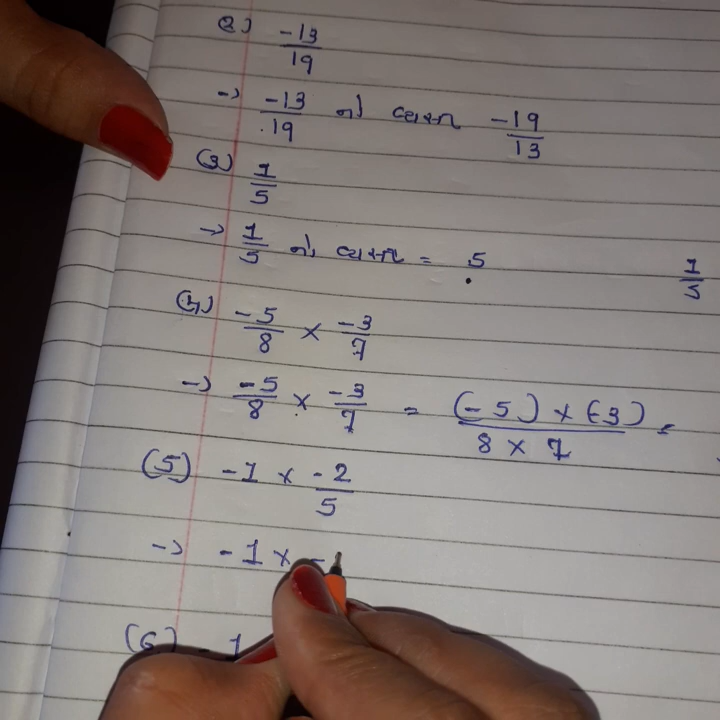 2) -13/19
→ -13/19 નો વ્યસ્ત -19/13
(3) 1/5
→ 1/5 નો વ્યસ્ત = 5 1/5
(4) -5/8 × -3/7
→ -5/8 × -3/7 = (-5) × (-3)/8 × 7 =
(5) -1 × -2/5
→ -1 × -
(6) - 1